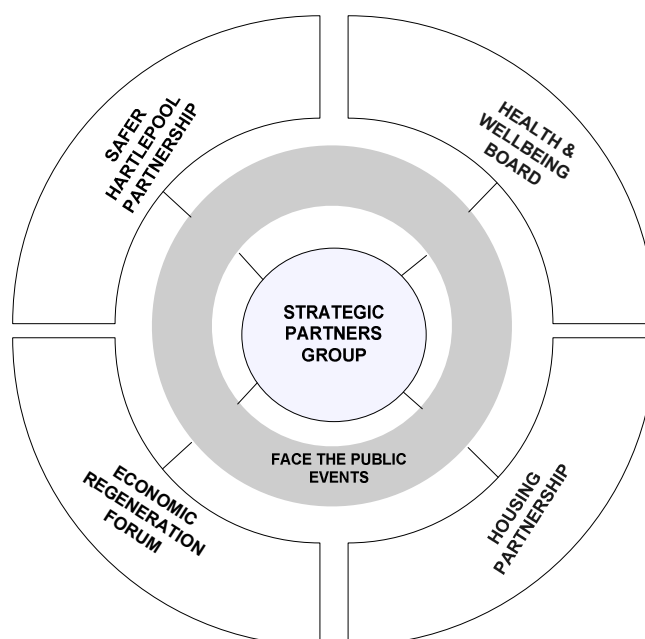 SAFER
HARTLEPOOL
PARTNERSHIP
HEALTH &
WELLBEING
BOARD
STRATEGIC
PARTNERS
GROUP
FACE THE PUBLIC
EVENTS
ECONOMIC
REGENERATION
FORUM
HOUSING
PARTNERSHIP